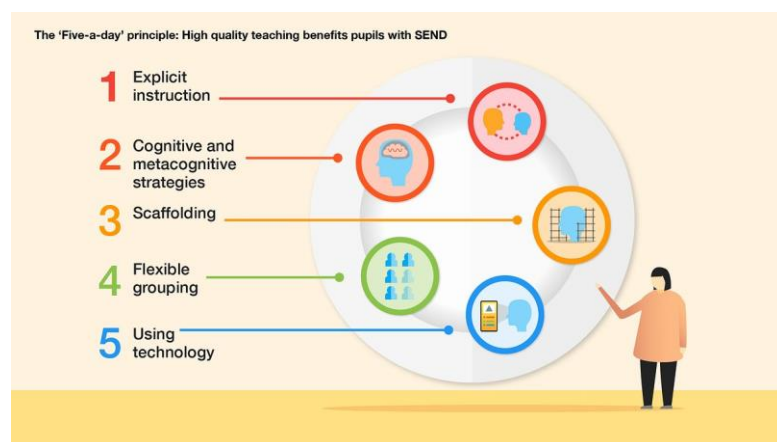 The ‘Five-a-day’ principle: High quality teaching benefits pupils with SEND
1 Explicit
instruction
2 Cognitive and
metacognitive
strategies
3 Scaffolding
4 Flexible
grouping
5 Using
technology